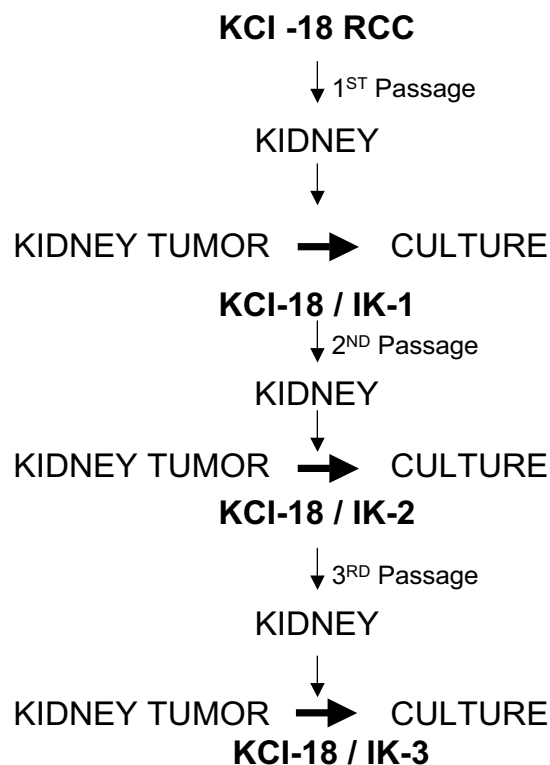 KCI -18 RCC
1ST Passage
KIDNEY
KIDNEY TUMOR CULTURE
KCI-18 / IK-1
2ND Passage
KIDNEY
KIDNEY TUMOR CULTURE
KCI-18 / IK-2
3RD Passage
KIDNEY
KIDNEY TUMOR CULTURE
KCI-18 / IK-3